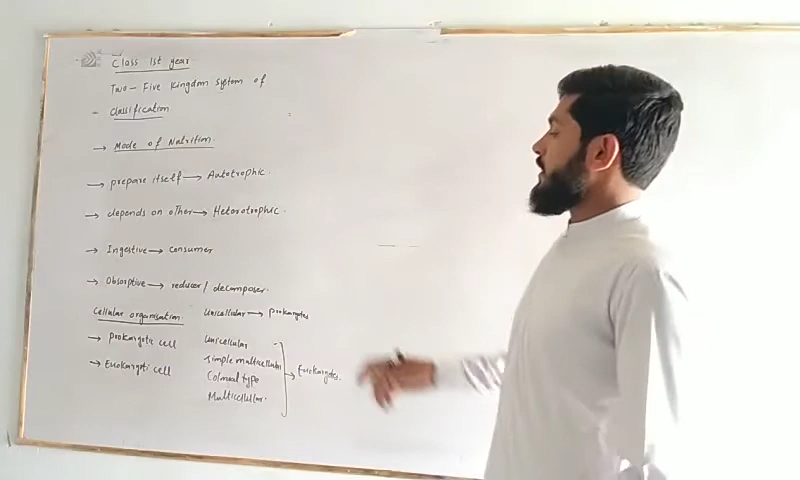 Class 1st year.
Two - Five Kingdom system of
- classification
→ Mode of Nutrition.
→ prepare itself → Autotrophic.
→ depends on other → Heterotrophic.
→ Ingestive → consumer
→ Absorptive → reducer / decomposer.
Cellular organisation. Unicellular → prokaryotes
→ prokaryotic cell Unicellular
simple multicellular
→ Eukaryotic cell → Eukaryotes.
Colonial type
Multicellular.